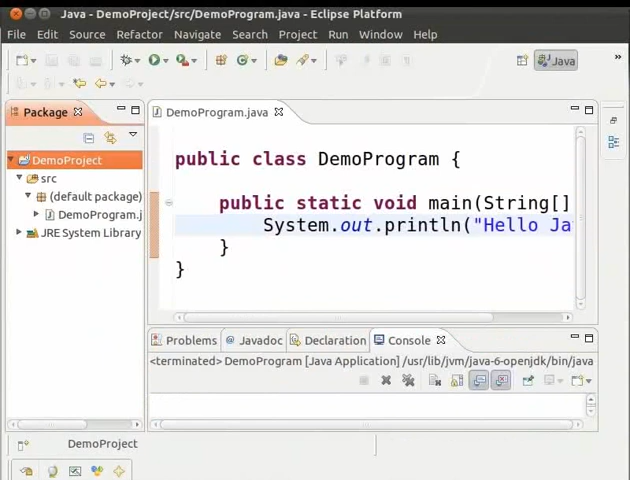 Java - DemoProject/src/DemoProgram.java - Eclipse Platform
File Edit Source Refactor Navigate Search Project Run Window Help
Java
Package
DemoProgram.java
DemoProject
src
(default package)
DemoProgram.j
JRE System Library
public class DemoProgram {
public static void main(String[]
System.out.println("Hello Ja
}
}
Problems Javadoc Declaration Console
<terminated> DemoProgram [Java Application] /usr/lib/jvm/java-6-openjdk/bin/java
DemoProject